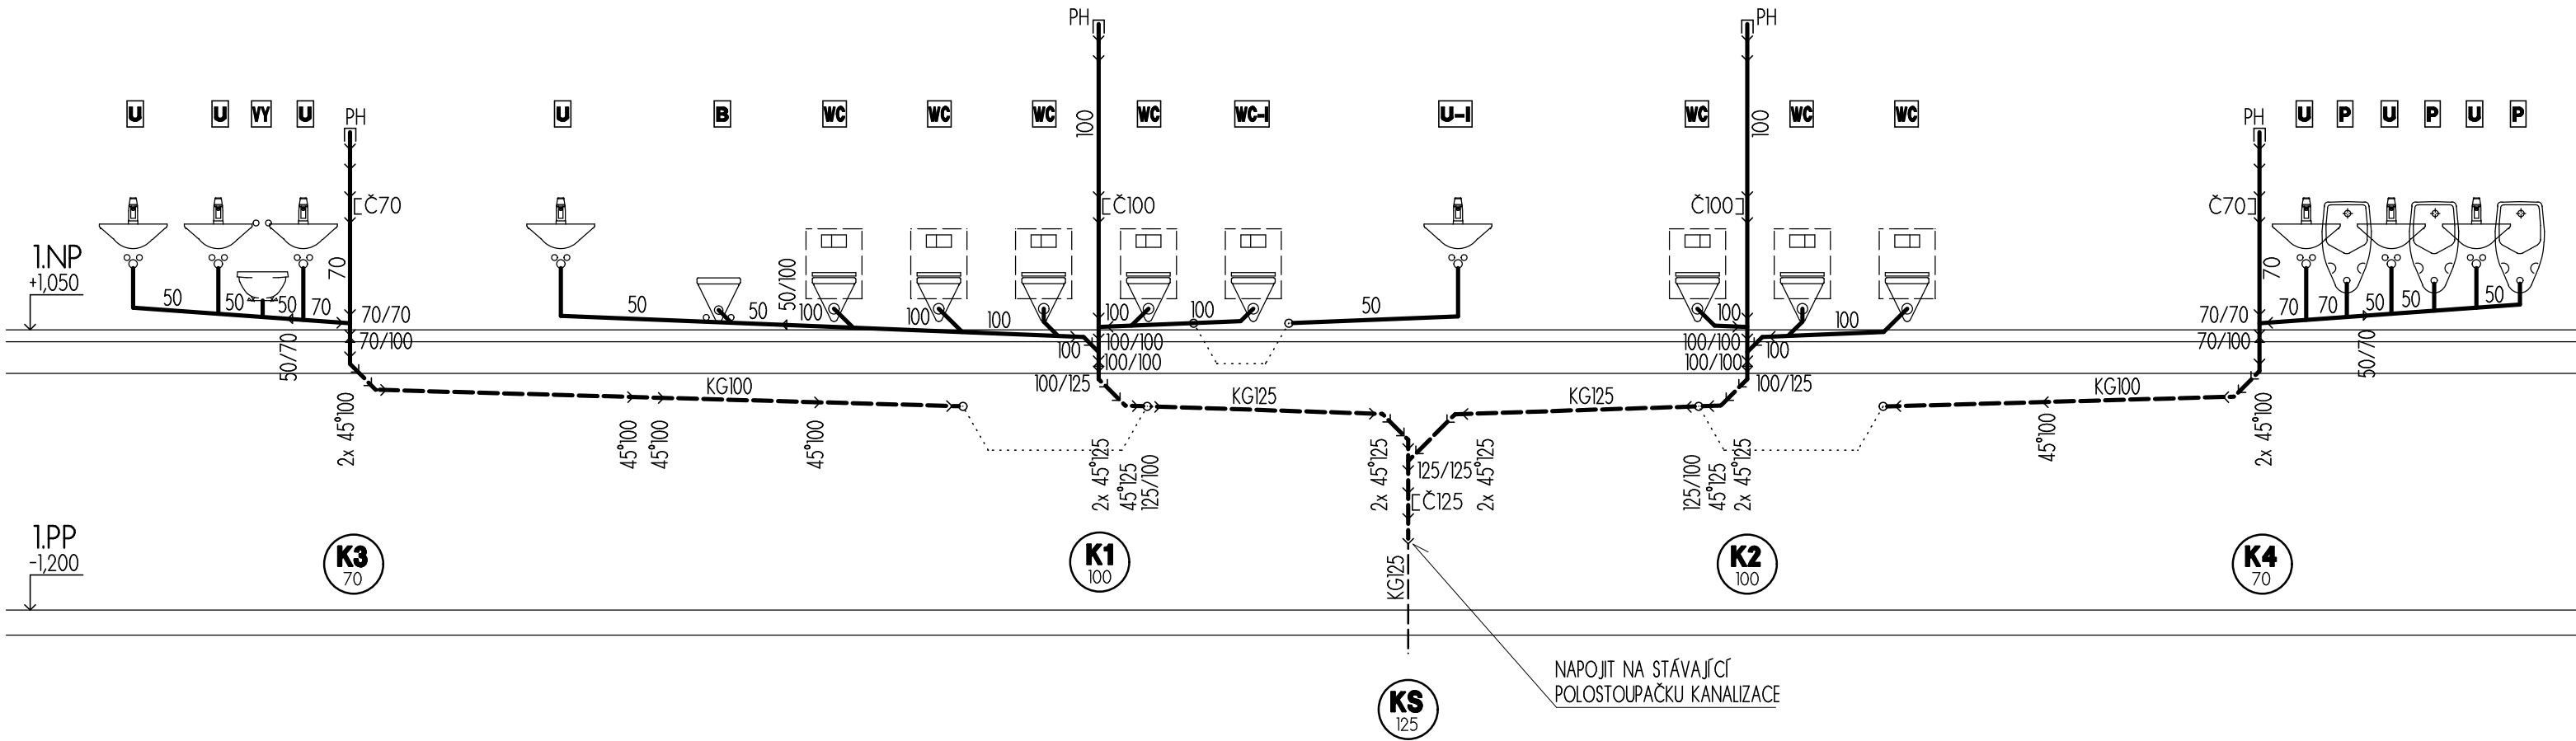 PH
PH
U
U
VY
U
PH
U
B
WC
WC
WC
100
WC
WC-I
U-I
WC
100
WC
WC
PH
U
P
U
P
U
P
Č70
Č100
Č100
Č70
1.NP
+1,050
70
50/100
70
50
50
50
70
70/70
50
50
100
100
100
100
100
50
100
100
70/70
70
70
50
50
50
50/70
70/100
100
100/100
100/100
100/100
100/100
100
70/100
50/70
100/125
100/125
KG100
KG125
KG125
KG100
2x 45°100
45°100
45°100
45°100
2x 45°125
45°125
125/100
2x 45°125
125/125
2x 45°125
125/100
45°125
2x 45°125
45°100
2x 45°100
Č125
1.PP
-1,200
K3
70
K1
100
KG125
K2
100
K4
70
NAPOJIT NA STÁVAJÍCÍ
POLOSTOUPAČKU KANALIZACE
KS
125